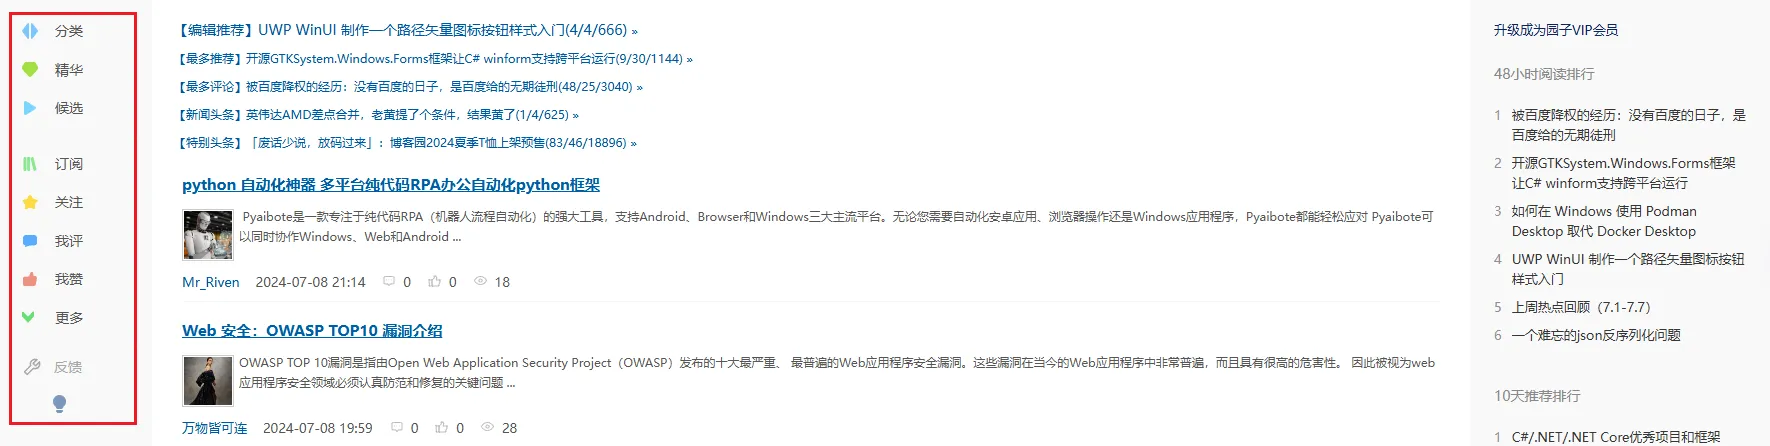 分类
精华
候选
订阅
关注
我评
我赞
更多
反馈
【编辑推荐】UWP WinUI 制作一个路径矢量图标按钮样式入门(4/4/666) »
【最多推荐】开源GTKSystem.Windows.Forms框架让C# winform支持跨平台运行(9/30/1144) »
【最多评论】被百度降权的经历：没有百度的日子，是百度给的无期徒刑(48/25/3040) »
【新闻头条】英伟达AMD差点合并，老黄提了个条件，结果黄了(1/4/625) »
【特别头条】「废话少说，放码过来」：博客园2024夏季T恤上架预售(83/46/18896) »
python 自动化神器 多平台纯代码RPA办公自动化python框架
Pyaibote是一款专注于纯代码RPA（机器人流程自动化）的强大工具，支持Android、Browser和Windows三大主流平台。无论您需要自动化安卓应用、浏览器操作还是Windows应用程序，Pyaibote都能轻松应对 Pyaibote可
以同时协作Windows、Web和Android ...
Mr_Riven 2024-07-08 21:14 0 0 18
Web 安全：OWASP TOP10 漏洞介绍
OWASP TOP 10漏洞是指由Open Web Application Security Project（OWASP）发布的十大最严重、 最普遍的Web应用程序安全漏洞。这些漏洞在当今的Web应用程序中非常普遍，而且具有很高的危害性。 因此被视为web
应用程序安全领域必须认真防范和修复的关键问题 ...
万物皆可连 2024-07-08 19:59 0 0 28
升级成为园子VIP会员
48小时阅读排行
1 被百度降权的经历：没有百度的日子，是
百度给的无期徒刑
2 开源GTKSystem.Windows.Forms框架
让C# winform支持跨平台运行
3 如何在 Windows 使用 Podman
Desktop 取代 Docker Desktop
4 UWP WinUI 制作一个路径矢量图标按钮
样式入门
5 上周热点回顾（7.1-7.7）
6 一个难忘的json反序列化问题
10天推荐排行
1 C#/.NET/.NET Core优秀项目和框架